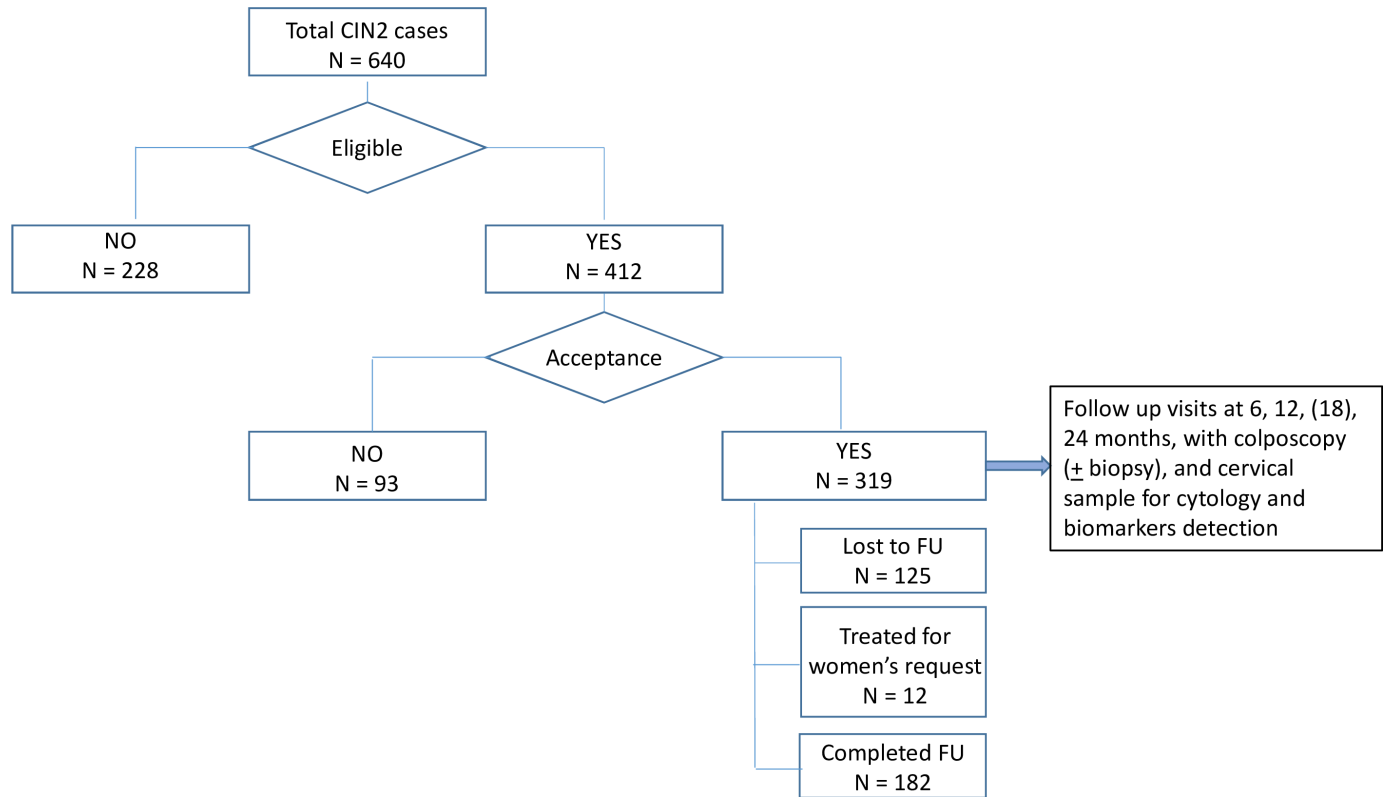 Total CIN2 cases
N = 640
Eligible
NO
N = 228
YES
N = 412
Acceptance
NO
N = 93
YES
N = 319
Follow up visits at 6, 12, (18),
24 months, with colposcopy
(± biopsy), and cervical
sample for cytology and
biomarkers detection
Lost to FU
N = 125
Treated for
women’s request
N = 12
Completed FU
N = 182